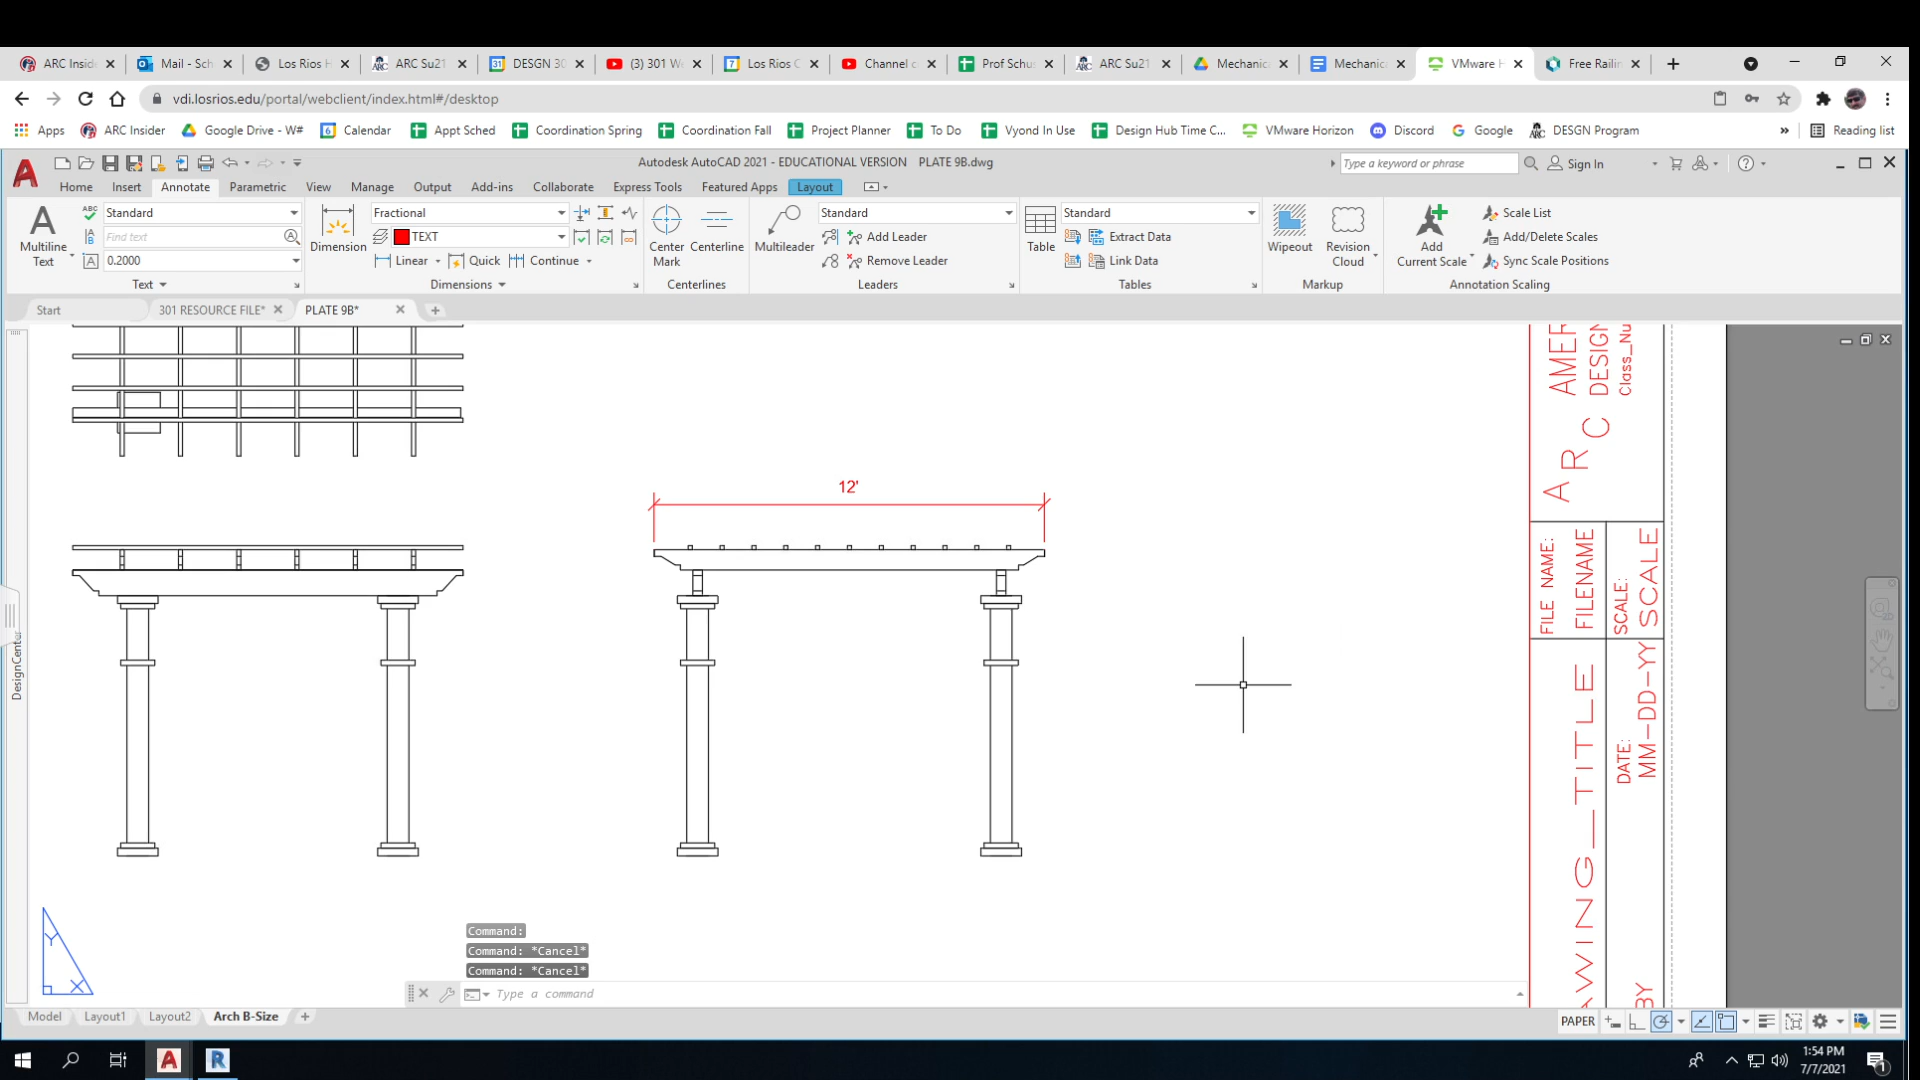 ARC Inside
Mail - Sch
Los Rios H
ARC Su21
DESGN 30
(3) 301 We
Los Rios C
Channel c
Prof Schus
ARC Su21
Mechanica
Mechanica
VMware H
Free Railin
vdi.losrios.edu/portal/webclient/index.html#/desktop
Apps
ARC Insider
Google Drive - W#
Calendar
Appt Sched
Coordination Spring
Coordination Fall
Project Planner
To Do
Vyond In Use
Design Hub Time C...
VMware Horizon
Discord
Google
DESGN Program
»
Reading list
Autodesk AutoCAD 2021 - EDUCATIONAL VERSION PLATE 9B.dwg
Type a keyword or phrase
Sign In
Home Insert Annotate Parametric View Manage Output Add-ins Collaborate Express Tools Featured Apps Layout
Multiline
Text
Standard
Find text
0.2000
Text
Dimension
Fractional
TEXT
Linear
Quick
Continue
Dimensions
Center
Mark
Centerline
Centerlines
Multileader
Standard
Add Leader
Remove Leader
Leaders
Table
Standard
Extract Data
Link Data
Tables
Wipeout
Revision
Cloud
Markup
Add
Current Scale
Scale List
Add/Delete Scales
Sync Scale Positions
Annotation Scaling
Start
301 RESOURCE FILE*
PLATE 9B*
DesignCenter
12'
ARC
AMER
DESIGN
Class_Nu
FILE NAME:
FILENAME
SCALE:
SCALE
AWING_TITLE
DATE:
MM-DD-YY
BY
Y
X
Command:
Command: *Cancel*
Command: *Cancel*
Type a command
Model
Layout1
Layout2
Arch B-Size
PAPER
1:54 PM
7/7/2021
1